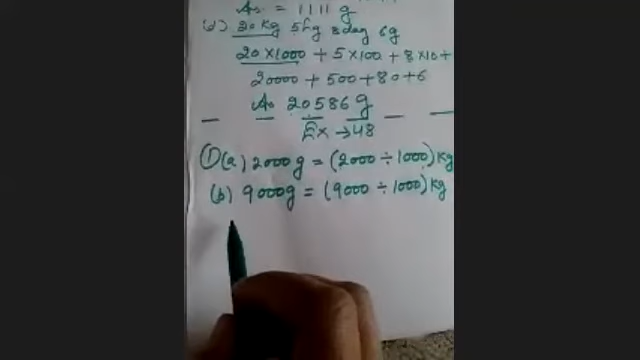 As = 1111 g
(d) 20 Kg 5hg 8dag 6g
20×1000 + 5×100 + 8×10+
20000 + 500+80+6
As 20586 g
Ex → 48
① (a) 2000g = (2000 ÷ 1000) Kg
(b) 9000g = (9000 ÷ 1000) Kg